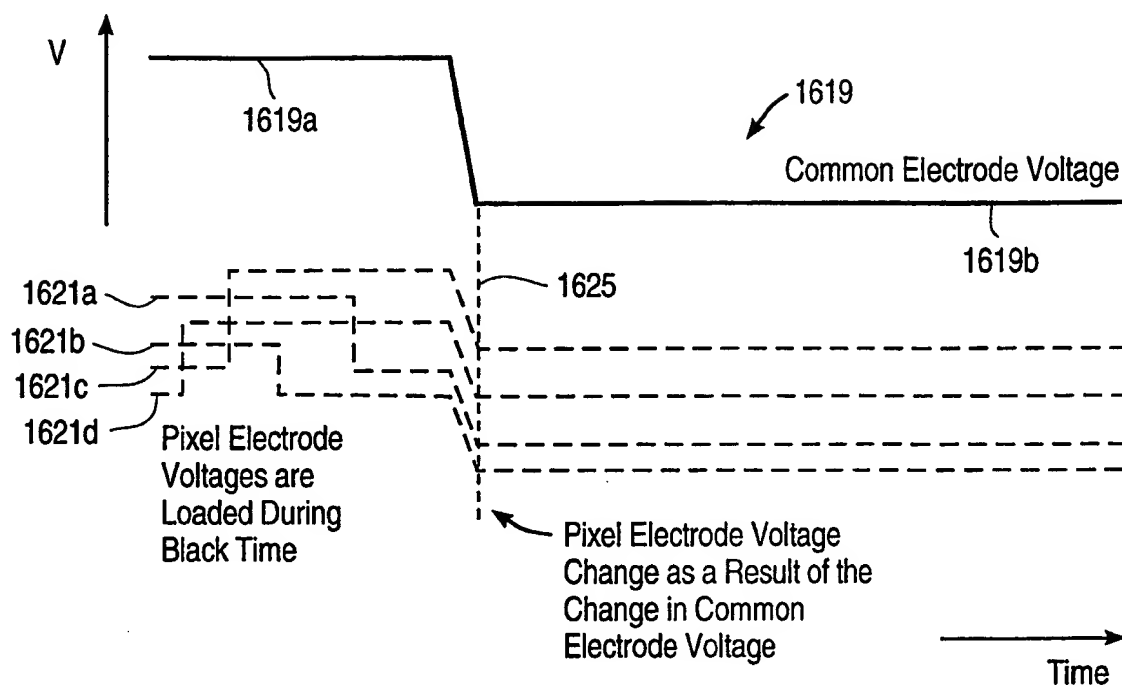 V
1619a
1619
Common Electrode Voltage
1619b
1625
1621a
1621b
1621c
1621d
Pixel Electrode
Voltages are
Loaded During
Black Time
Pixel Electrode Voltage
Change as a Result of the
Change in Common
Electrode Voltage
Time